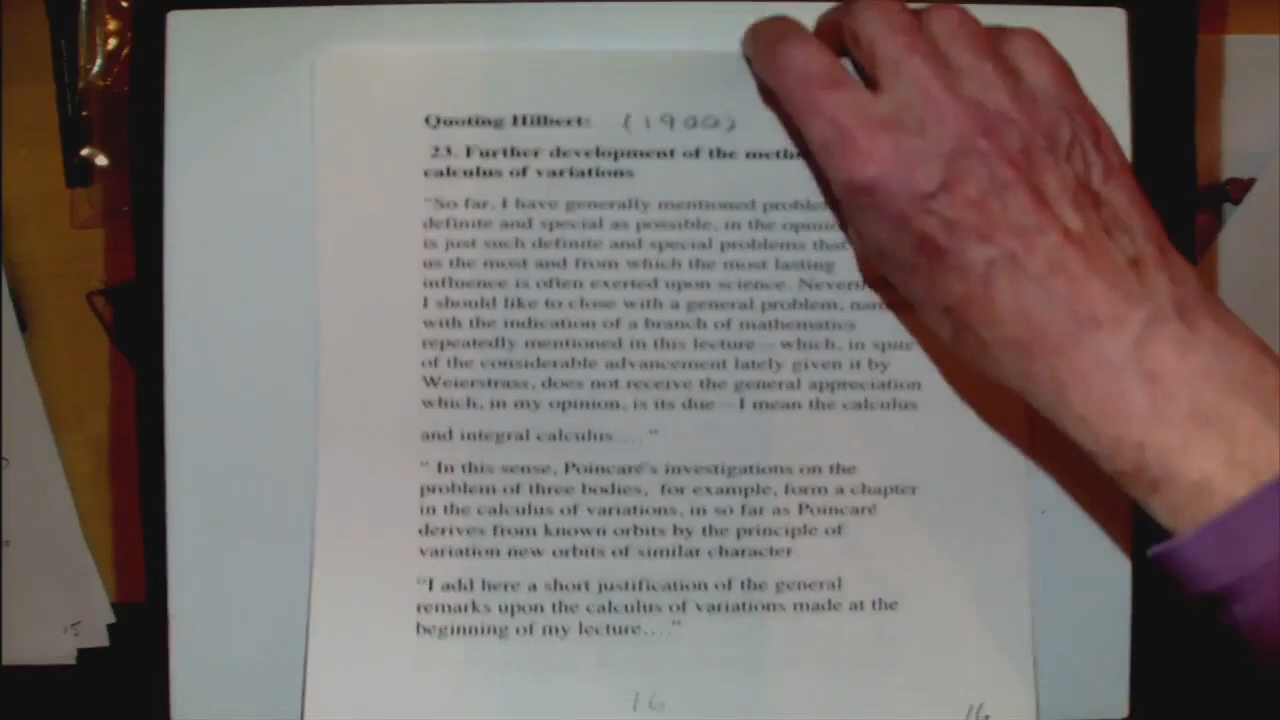 Quoting Hilbert: (1900)
23. Further development of the
calculus of variations
"So far, I have generally mentioned
definite and special as possible, in the
is just such definite and special problems
us the most and from which the most lasting
influence is often exerted upon science.
I should like to close with a general problem,
with the indication of a branch of mathematics
repeatedly mentioned in this lecture - which, in spite
of the considerable advancement lately given it by
Weierstrass, does not receive the general appreciation
which, in my opinion, is its due - I mean the calculus
and integral calculus.... "
" In this sense, Poincaré's investigations on the
problem of three bodies, for example, form a chapter
in the calculus of variations, in so far as Poincaré
derives from known orbits by the principle of
variation new orbits of similar character
"I add here a short justification of the general
remarks upon the calculus of variations made at the
beginning of my lecture...."
16
16